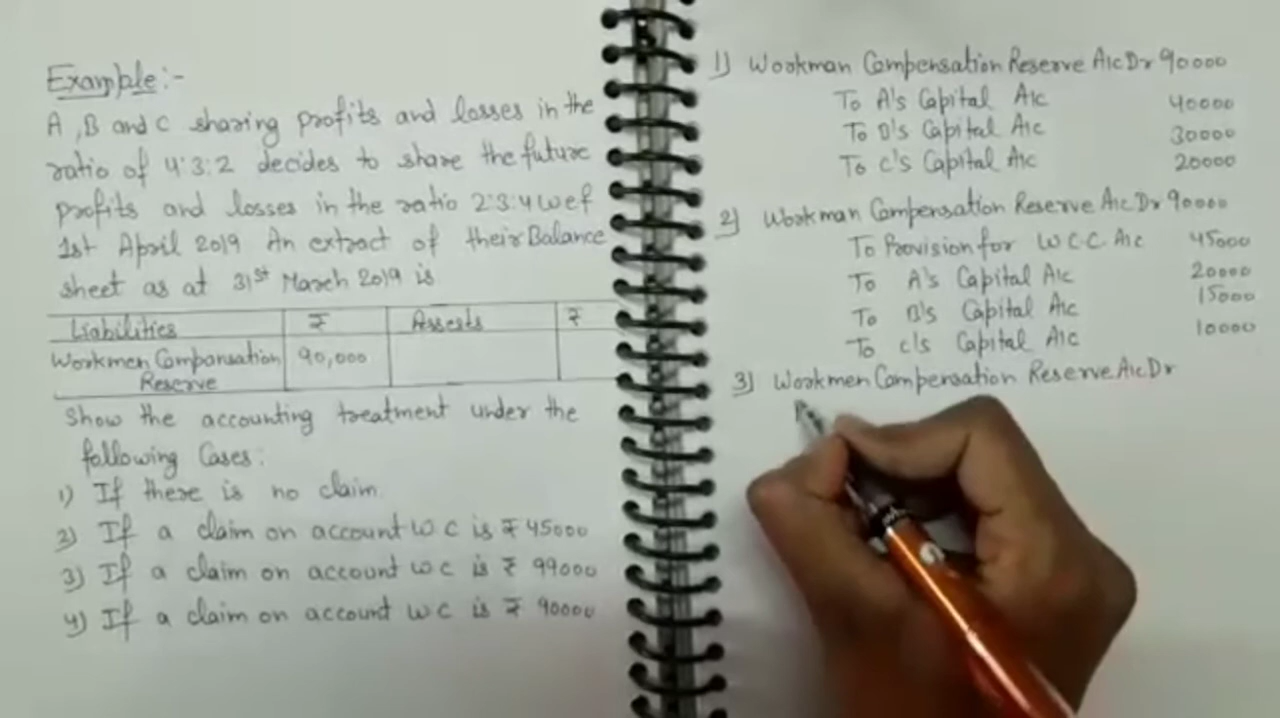 Example:-
A, B and C sharing profits and losses in the
ratio of 4:3:2 decides to share the future
profits and losses in the ratio 2:3:4 wef
1st April 2019 An extract of their Balance
sheet as at 31st March 2019 is
Liabilities ₹ Assests ₹
Workmen Compansation 90,000
Reserve
Show the accounting treatment under the
following Cases:
1) If there is no claim.
2) If a claim on account w c is ₹ 45000
3) If a claim on account w c is ₹ 99000
4) If a claim on account w c is ₹ 90000
1) Workman Compensation Reserve A/c Dr 90000
To A's Capital A/c 40000
To B's Capital A/c 30000
To C's Capital A/c 20000
2) Workman Compensation Reserve A/c Dr 90000
To Provision for W.C.C. A/c 45000
To A's Capital A/c 20000
To B's Capital A/c 15000
To C's Capital A/c 10000
3) Workmen Compensation Reserve A/c Dr